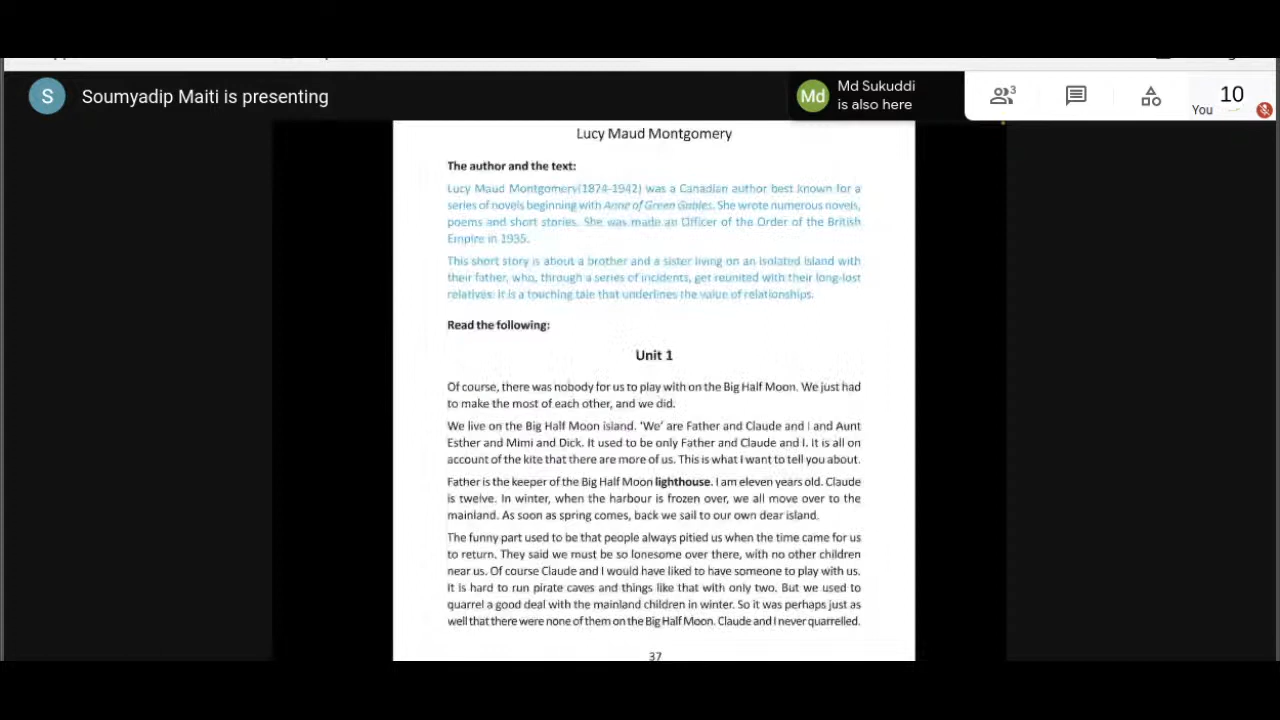 S
Soumyadip Maiti is presenting
Md
Md Sukuddi
is also here
3
10
You
Lucy Maud Montgomery
The author and the text:
Lucy Maud Montgomery(1874-1942) was a Canadian author best known for a
series of novels beginning with Anne of Green Gables. She wrote numerous novels,
poems and short stories. She was made an Officer of the Order of the British
Empire in 1935.
This short story is about a brother and a sister living on an isolated island with
their father, who, through a series of incidents, get reunited with their long-lost
relatives. It is a touching tale that underlines the value of relationships.
Read the following:
Unit 1
Of course, there was nobody for us to play with on the Big Half Moon. We just had
to make the most of each other, and we did.
We live on the Big Half Moon island. 'We' are Father and Claude and I and Aunt
Esther and Mimi and Dick. It used to be only Father and Claude and I. It is all on
account of the kite that there are more of us. This is what I want to tell you about.
Father is the keeper of the Big Half Moon lighthouse. I am eleven years old. Claude
is twelve. In winter, when the harbour is frozen over, we all move over to the
mainland. As soon as spring comes, back we sail to our own dear island.
The funny part used to be that people always pitied us when the time came for us
to return. They said we must be so lonesome over there, with no other children
near us. Of course Claude and I would have liked to have someone to play with us.
It is hard to run pirate caves and things like that with only two. But we used to
quarrel a good deal with the mainland children in winter. So it was perhaps just as
well that there were none of them on the Big Half Moon. Claude and I never quarrelled.
37